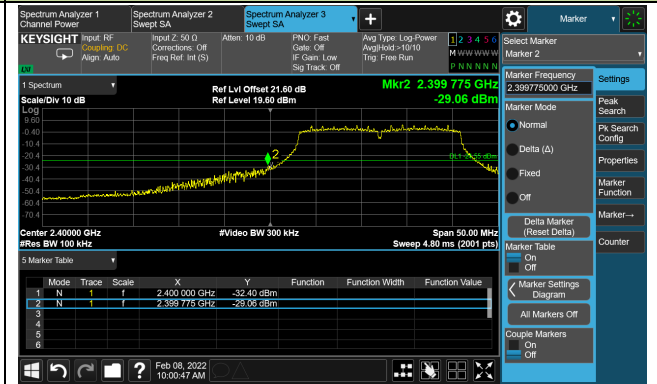 Spectrum Analyzer 1
Channel Power
Spectrum Analyzer 2
Swept SA
Spectrum Analyzer 3
Swept SA
Marker
KEYSIGHT
Input: RF
Coupling: DC
Align: Auto
Input Z: 50 Ω
Corrections: Off
Freq Ref: Int (S)
Atten: 10 dB
PNO: Fast
Gate: Off
IF Gain: Low
Sig Track: Off
Avg Type: Log-Power
Avg|Hold:>10/10
Trig: Free Run
1 2 3 4 5 6
M W W W W W
P N N N N N
LXI
Select Marker
Marker 2
1 Spectrum
Scale/Div 10 dB
Ref Lvl Offset 21.60 dB
Ref Level 19.60 dBm
Mkr2 2.399 775 GHz
-29.06 dBm
Log
9.60
-0.40
-10.4
-20.4
-30.4
-40.4
-50.4
-60.4
-70.4
2
Center 2.40000 GHz
#Res BW 100 kHz
#Video BW 300 kHz
Span 50.00 MHz
Sweep 4.80 ms (2001 pts)
5 Marker Table
Mode Trace Scale X Y Function Function Width Function Value
1 N 1 f 2.400 000 GHz -32.40 dBm
2 N 1 f 2.399 775 GHz -29.06 dBm
3
4
5
6
Marker Frequency
2.399775000 GHz
Marker Mode
Normal
Delta (Δ)
Fixed
Off
Delta Marker
(Reset Delta)
Marker Table
On
Off
Marker Settings
Diagram
All Markers Off
Couple Markers
On
Off
Settings
Peak
Search
Pk Search
Config
Properties
Marker
Function
Marker→
Counter
?
Feb 08, 2022
10:00:47 AM